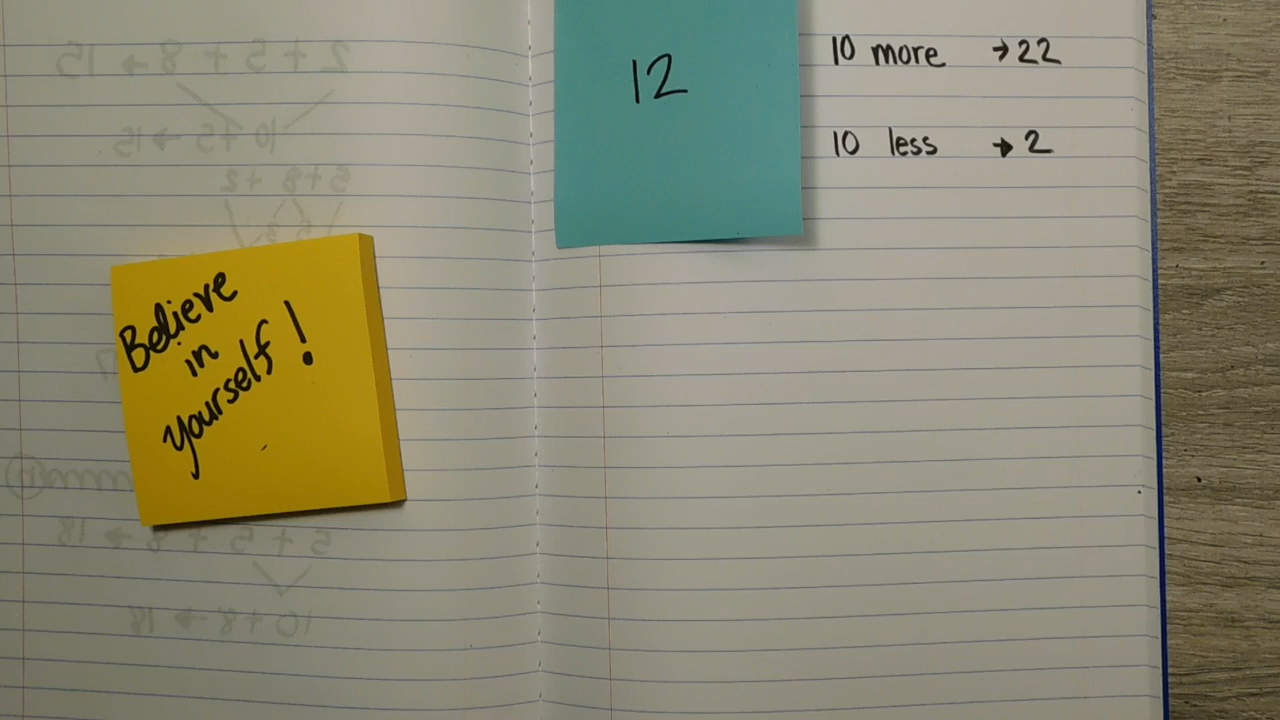 Believe
in
yourself!
12
10 more → 22
10 less → 2